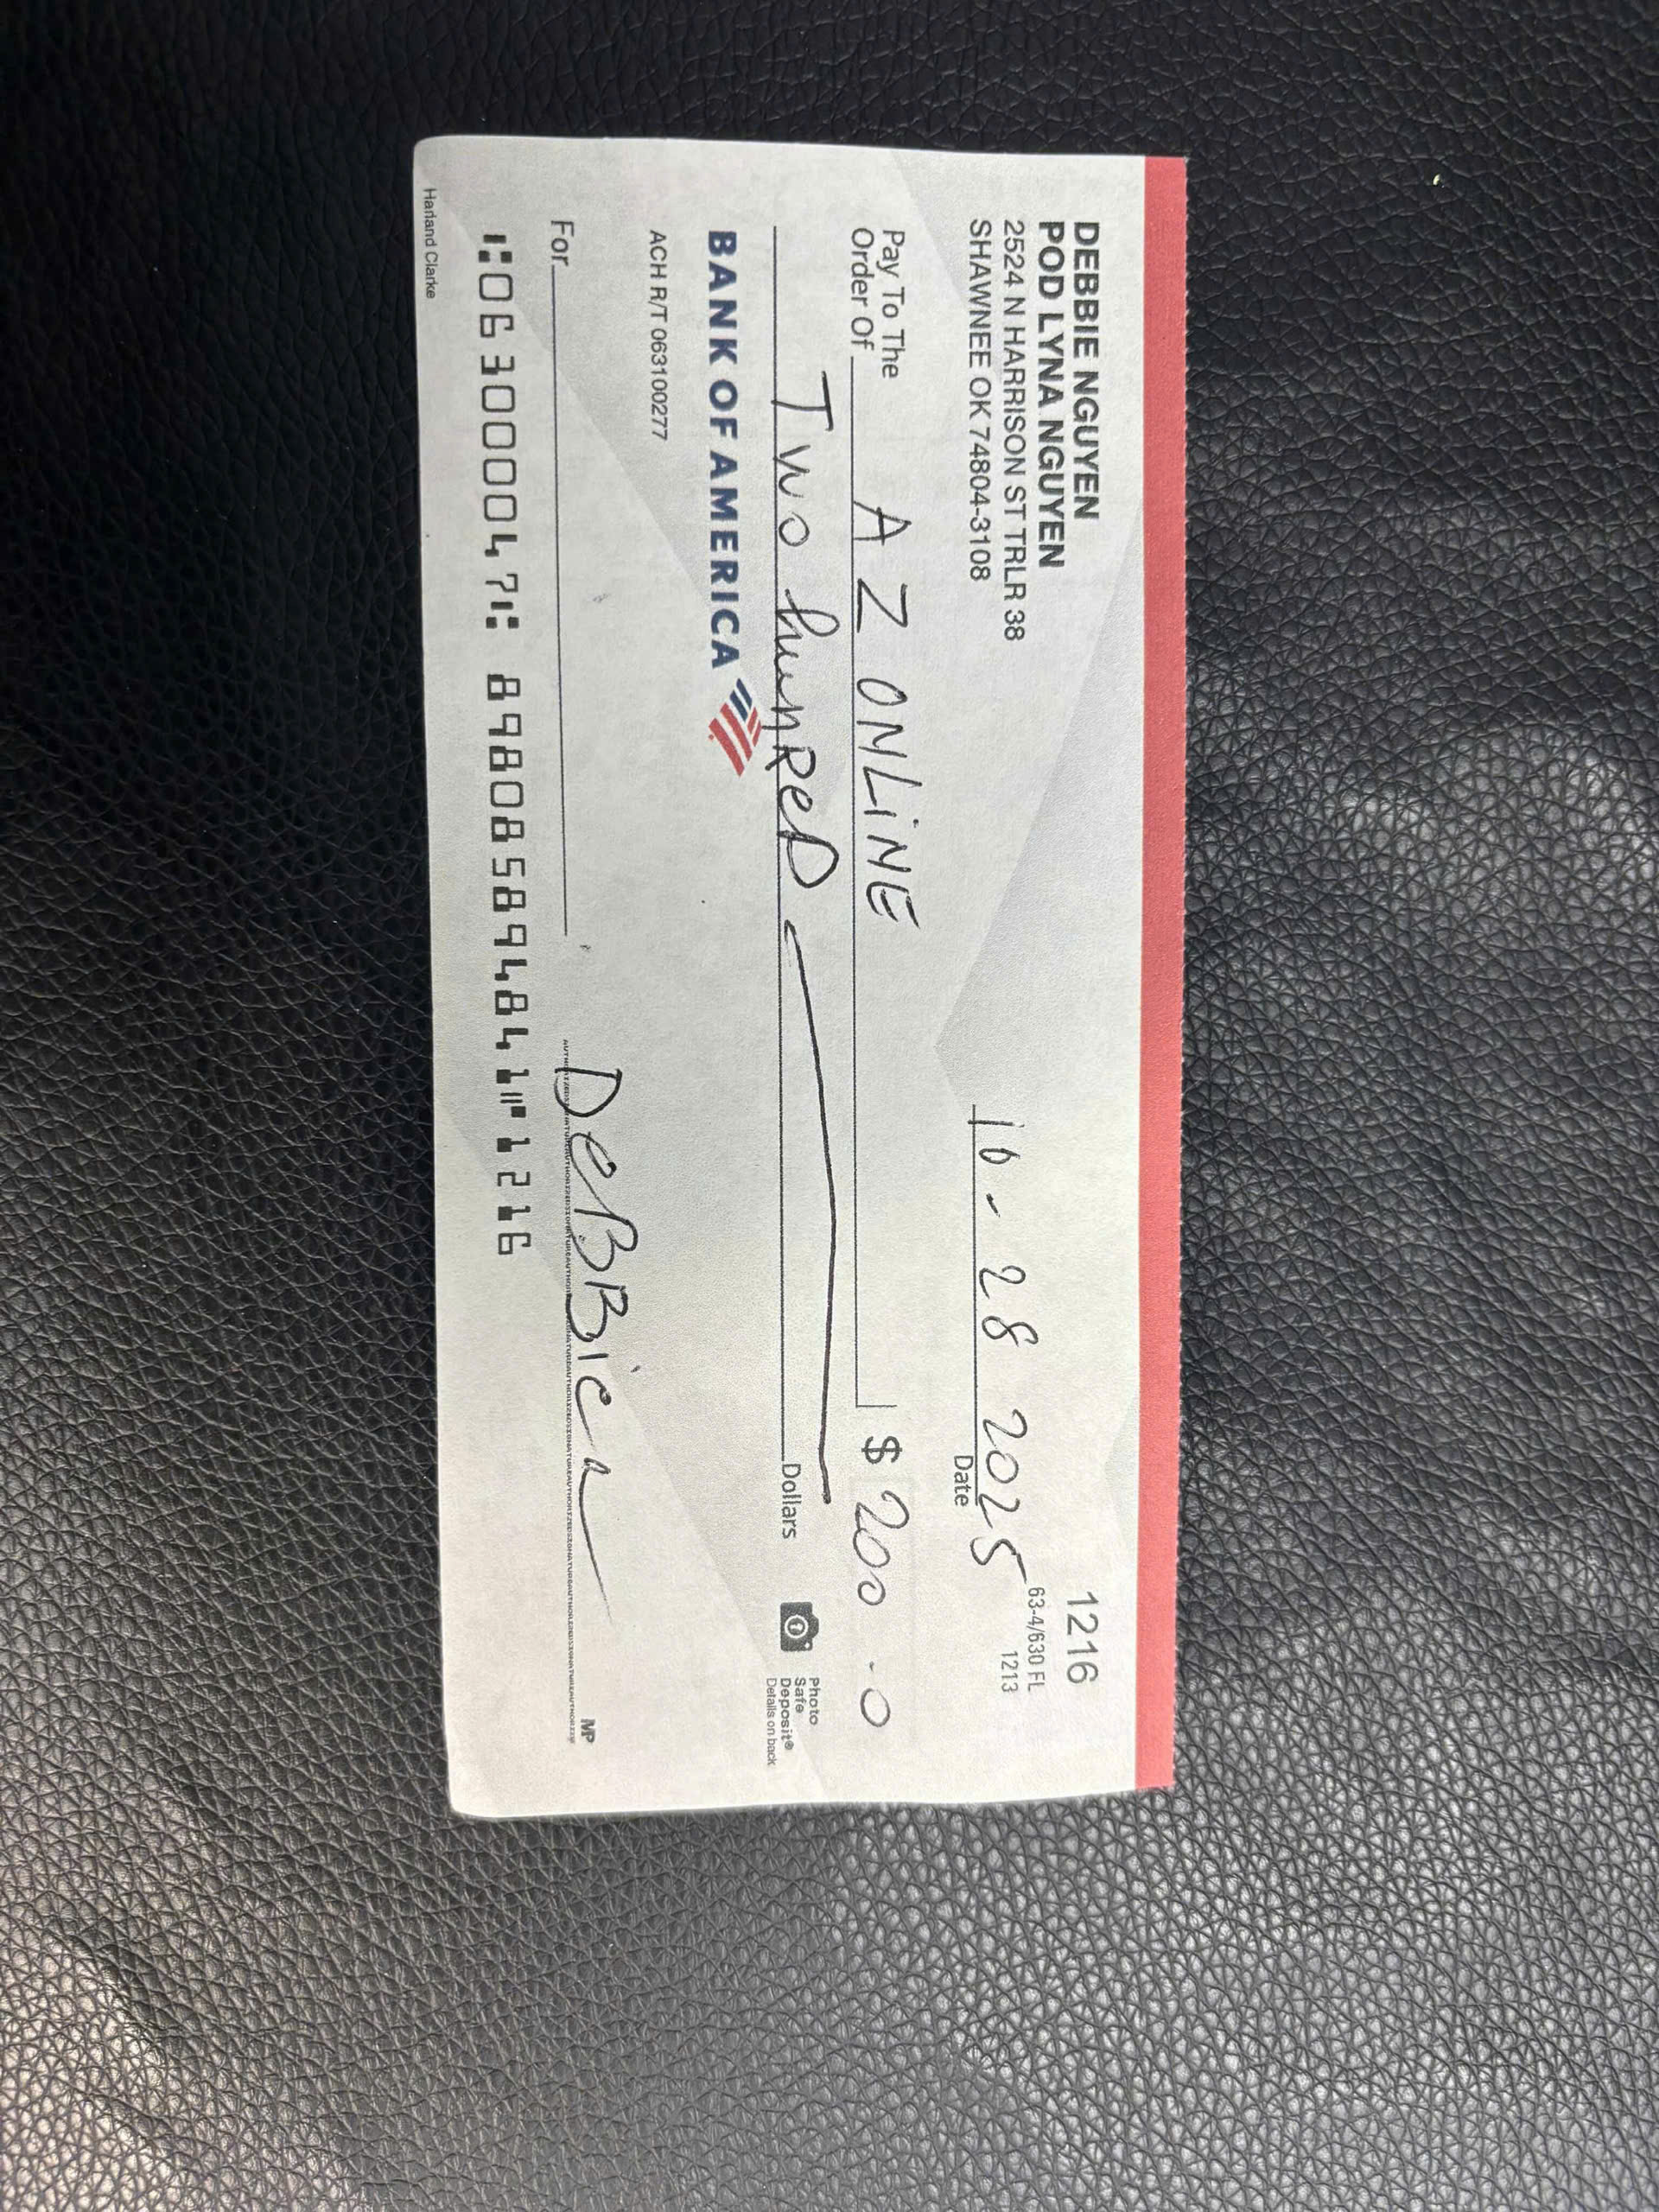 DEBBIE NGUYEN
POD LYNA NGUYEN
2524 N HARRISON ST TRLR 38
SHAWNEE OK 74804-3108
1216
63-4/630 FL
1213
10-28 2025
Date
Pay To The
Order Of AZ ONLiNE $ 200.0
Two hunReD Dollars
Photo
Safe
Deposit®
Details on back
BANK OF AMERICA
ACH R/T 063100277
For DeBBie
MP
⑆063000047⑆ 898085894841⑈1216
Harland Clarke